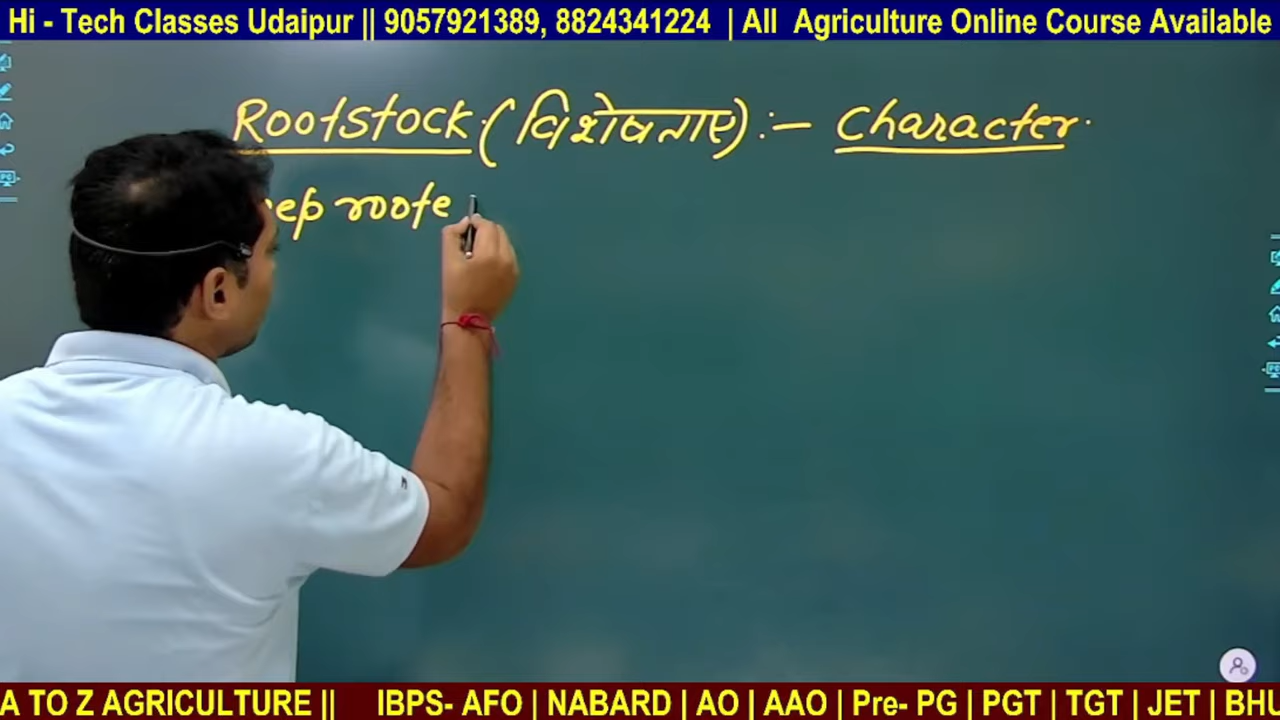 Hi - Tech Classes Udaipur || 9057921389, 8824341224 | All Agriculture Online Course Available
Rootstock (विशेषताए) :- Character
roote
A TO Z AGRICULTURE || IBPS- AFO | NABARD | AO | AAO | Pre- PG | PGT | TGT | JET | BHU